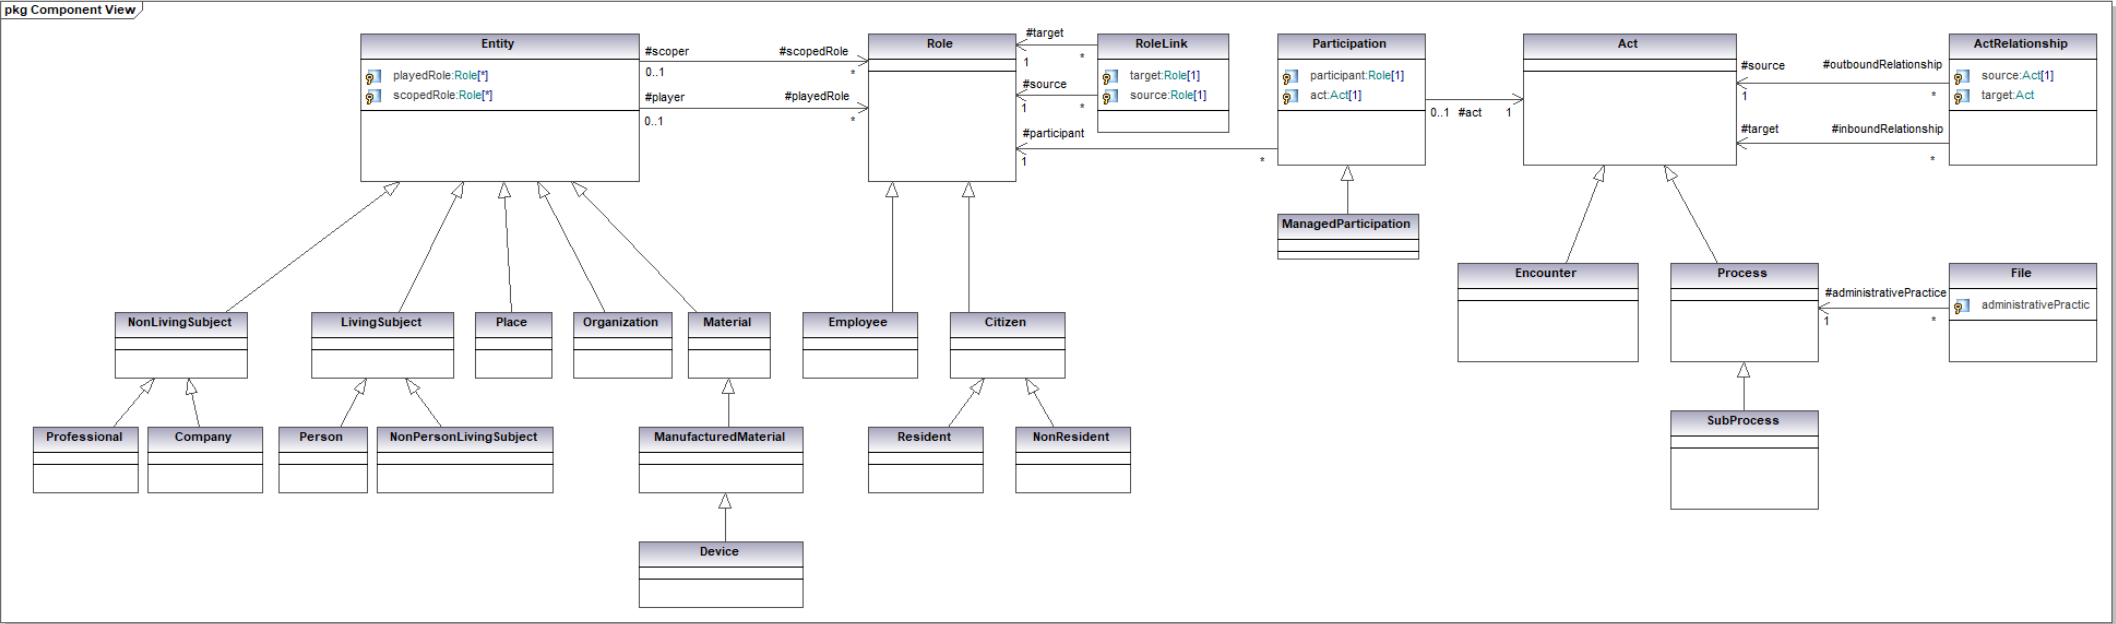 pkg Component View
Entity
playedRole:Role[*]
scopedRole:Role[*]
#scoper
#scopedRole
0..1
*
#player
#playedRole
0..1
*
Role
#target
1
*
#source
1
*
#participant
1
*
RoleLink
target:Role[1]
source:Role[1]
Participation
participant:Role[1]
act:Act[1]
0..1 #act 1
Act
#source
#outboundRelationship
1
*
#target
#inboundRelationship
*
ActRelationship
source:Act[1]
target:Act
ManagedParticipation
Encounter
Process
#administrativePractice
1
*
File
administrativePractic
NonLivingSubject
LivingSubject
Place
Organization
Material
Employee
Citizen
SubProcess
Professional
Company
Person
NonPersonLivingSubject
ManufacturedMaterial
Resident
NonResident
Device